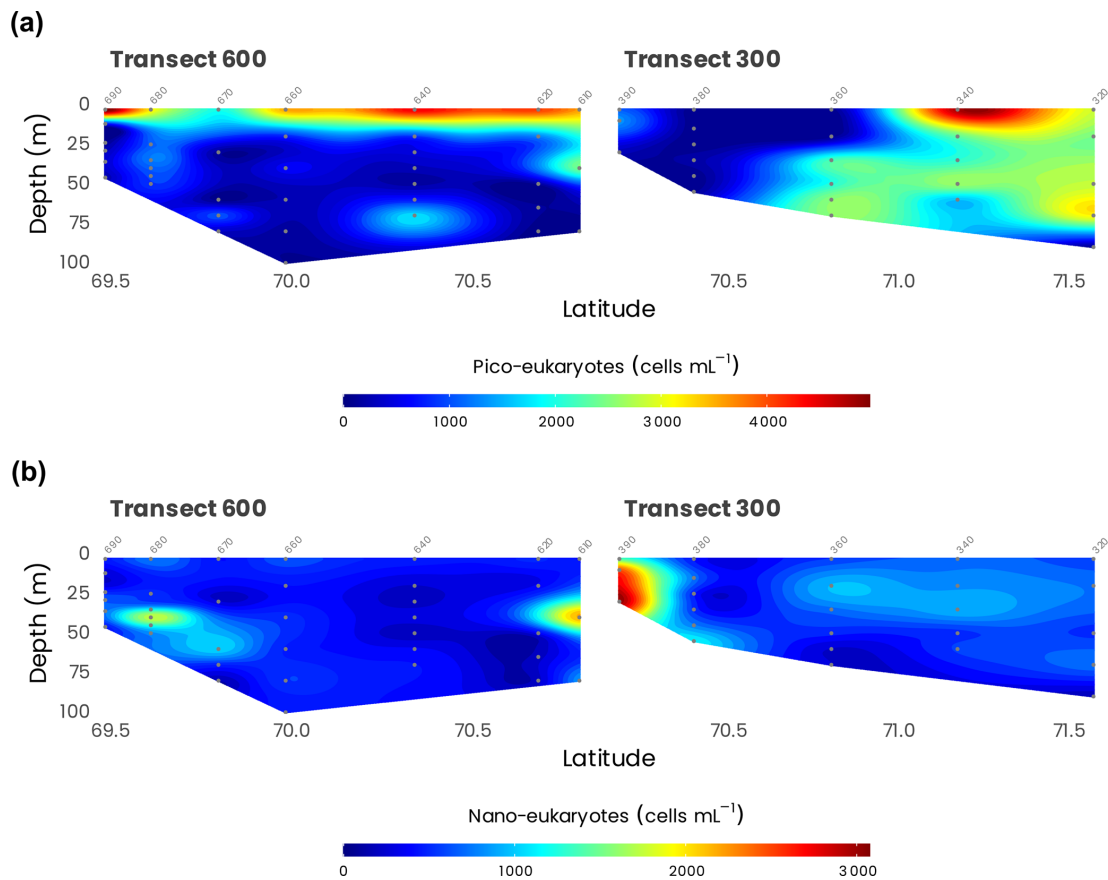 (a)
Transect 600 Transect 300
690 680 670 660 640 620 610 390 380 360 340 320
0
25
50
75
100
Depth (m)
69.5 70.0 70.5 70.5 71.0 71.5
Latitude
Pico-eukaryotes (cells mL⁻¹)
0 1000 2000 3000 4000
(b)
Transect 600 Transect 300
690 680 670 660 640 620 610 390 380 360 340 320
0
25
50
75
100
Depth (m)
69.5 70.0 70.5 70.5 71.0 71.5
Latitude
Nano-eukaryotes (cells mL⁻¹)
0 1000 2000 3000